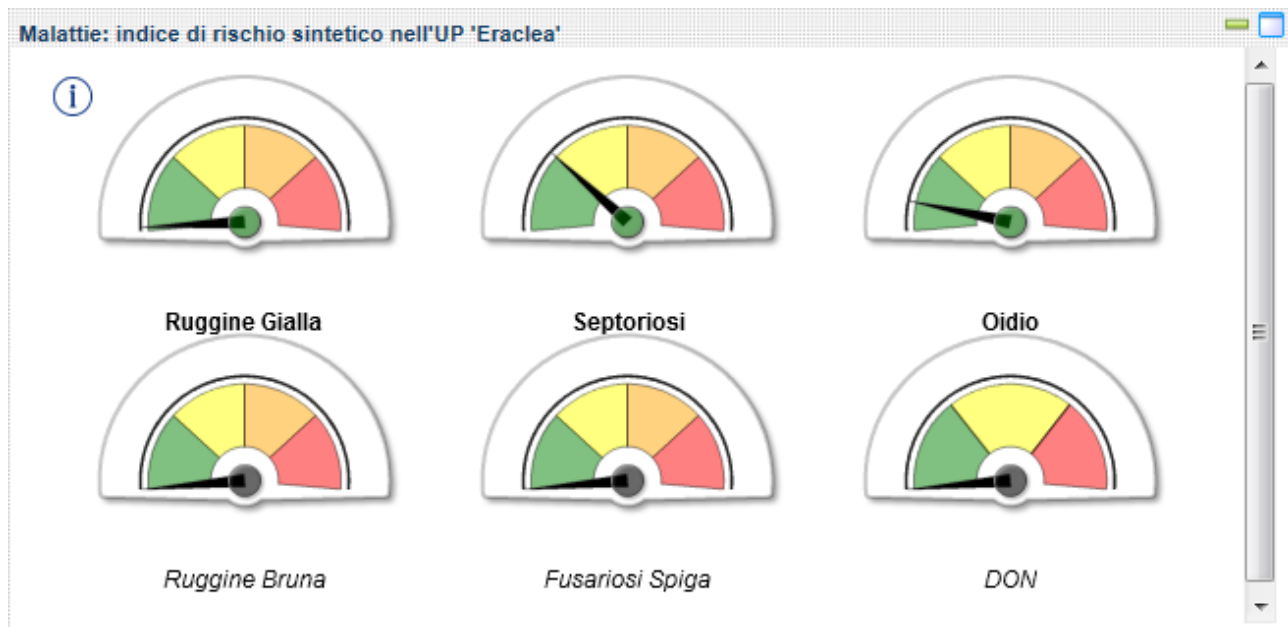 Malattie: indice di rischio sintetico nell'UP 'Eraclea'
i
Ruggine Gialla
Septoriosi
Oidio
Ruggine Bruna
Fusariosi Spiga
DON